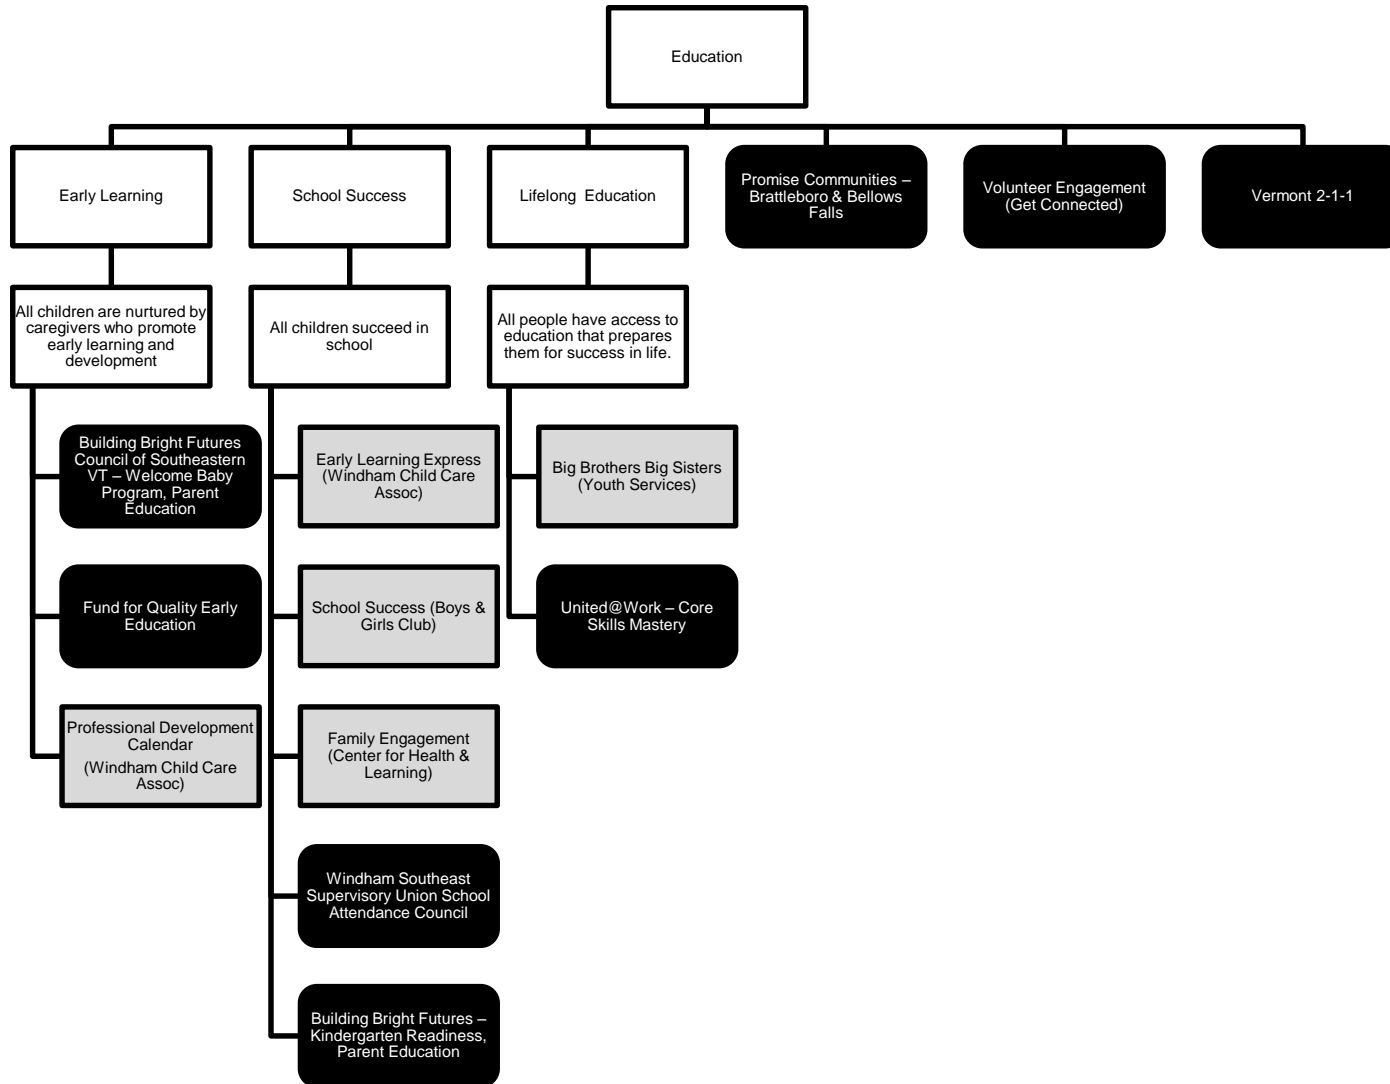 Education
Early Learning
School Success
Lifelong  Education
Promise Communities –
Brattleboro & Bellows
Falls
Volunteer Engagement
(Get Connected)
Vermont 2-1-1
All children are nurtured by
caregivers who promote
early learning and
development
All children succeed in
school
All people have access to
education that prepares
them for success in life.
Building Bright Futures
Council of Southeastern
VT – Welcome Baby
Program, Parent
Education
Early Learning Express
(Windham Child Care
Assoc)
Big Brothers Big Sisters
(Youth Services)
Fund for Quality Early
Education
School Success (Boys &
Girls Club)
United@Work – Core
Skills Mastery
Professional Development
Calendar
(Windham Child Care
Assoc)
Family Engagement
(Center for Health &
Learning)
Windham Southeast
Supervisory Union School
Attendance Council
Building Bright Futures –
Kindergarten Readiness,
Parent Education